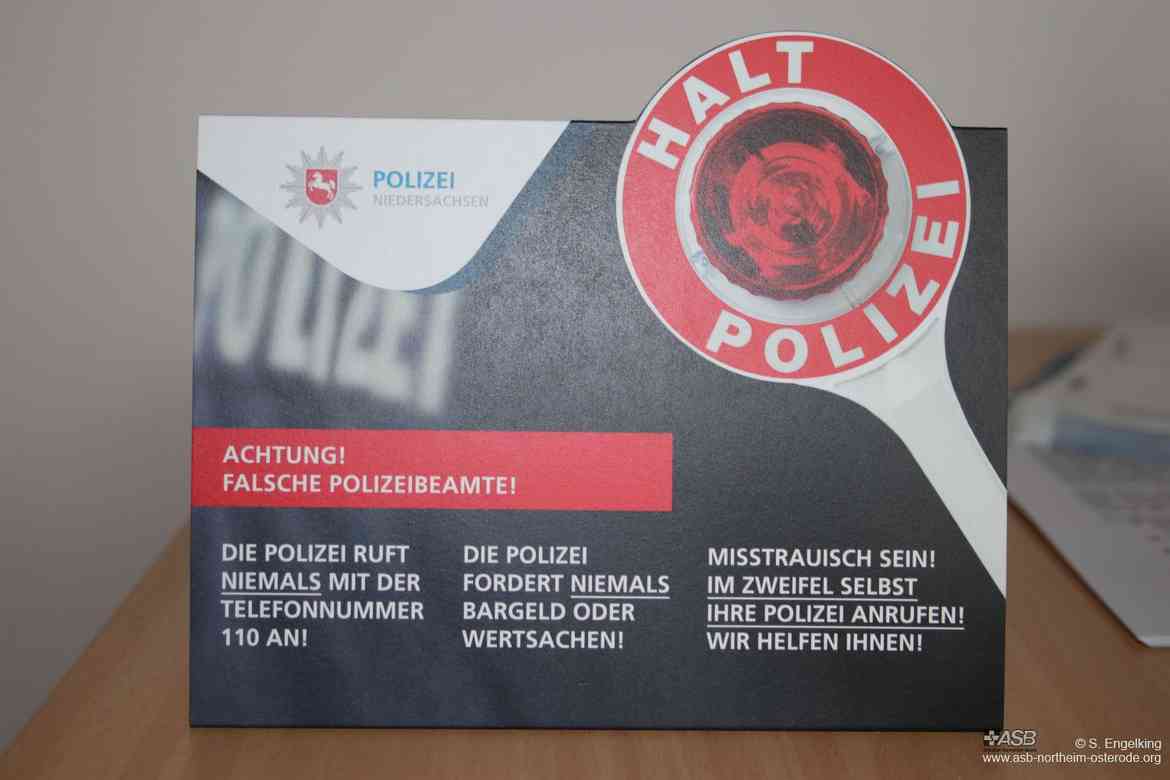 HALT
POLIZEI
POLIZEI
NIEDERSACHSEN
POLIZEI
ACHTUNG!
FALSCHE POLIZEIBEAMTE!
DIE POLIZEI RUFT
NIEMALS MIT DER
TELEFONNUMMER
110 AN!
DIE POLIZEI
FORDERT NIEMALS
BARGELD ODER
WERTSACHEN!
MISSTRAUISCH SEIN!
IM ZWEIFEL SELBST
IHRE POLIZEI ANRUFEN!
WIR HELFEN IHNEN!
ASB
© S. Engelking
www.asb-northeim-osterode.org